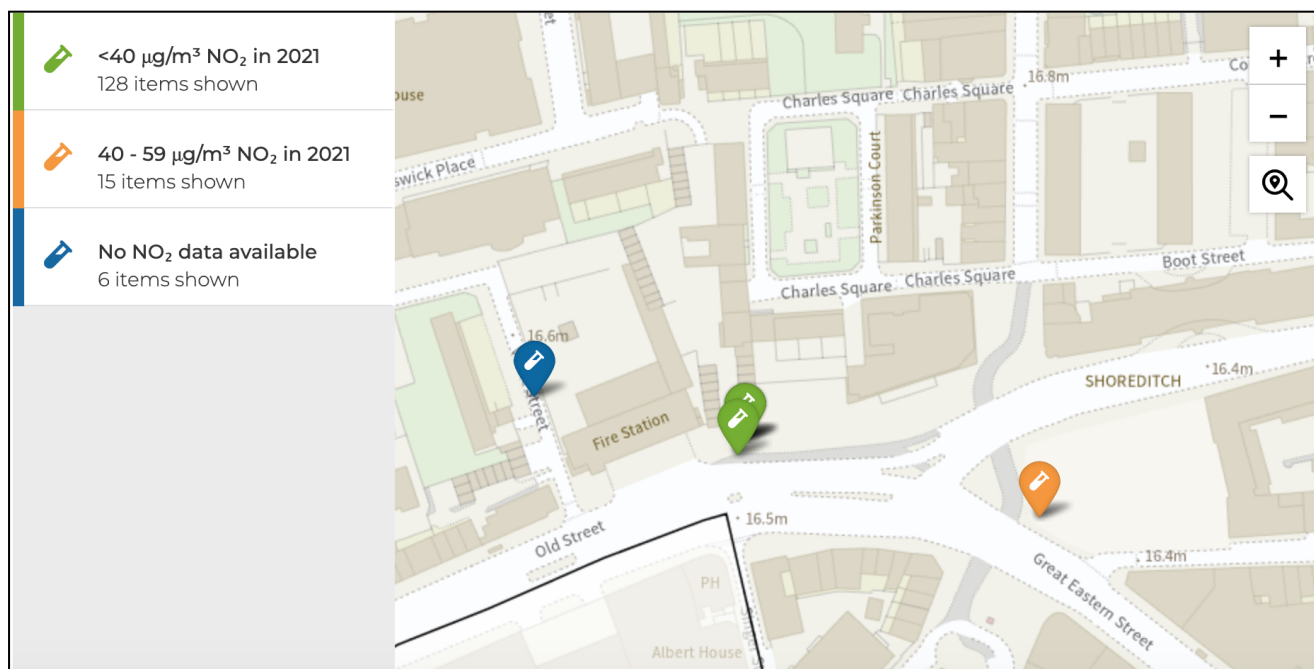 <40 μg/m³ NO₂ in 2021
128 items shown
40 - 59 μg/m³ NO₂ in 2021
15 items shown
No NO₂ data available
6 items shown
ouse
swick Place
Charles Square
Charles Square
16.8m
Co
+
−
Parkinson Court
Charles Square
Charles Square
Boot Street
16.6m
treet
Fire Station
SHOREDITCH
16.4m
Old Street
16.5m
16.4m
Great Eastern Street
PH
Albert House